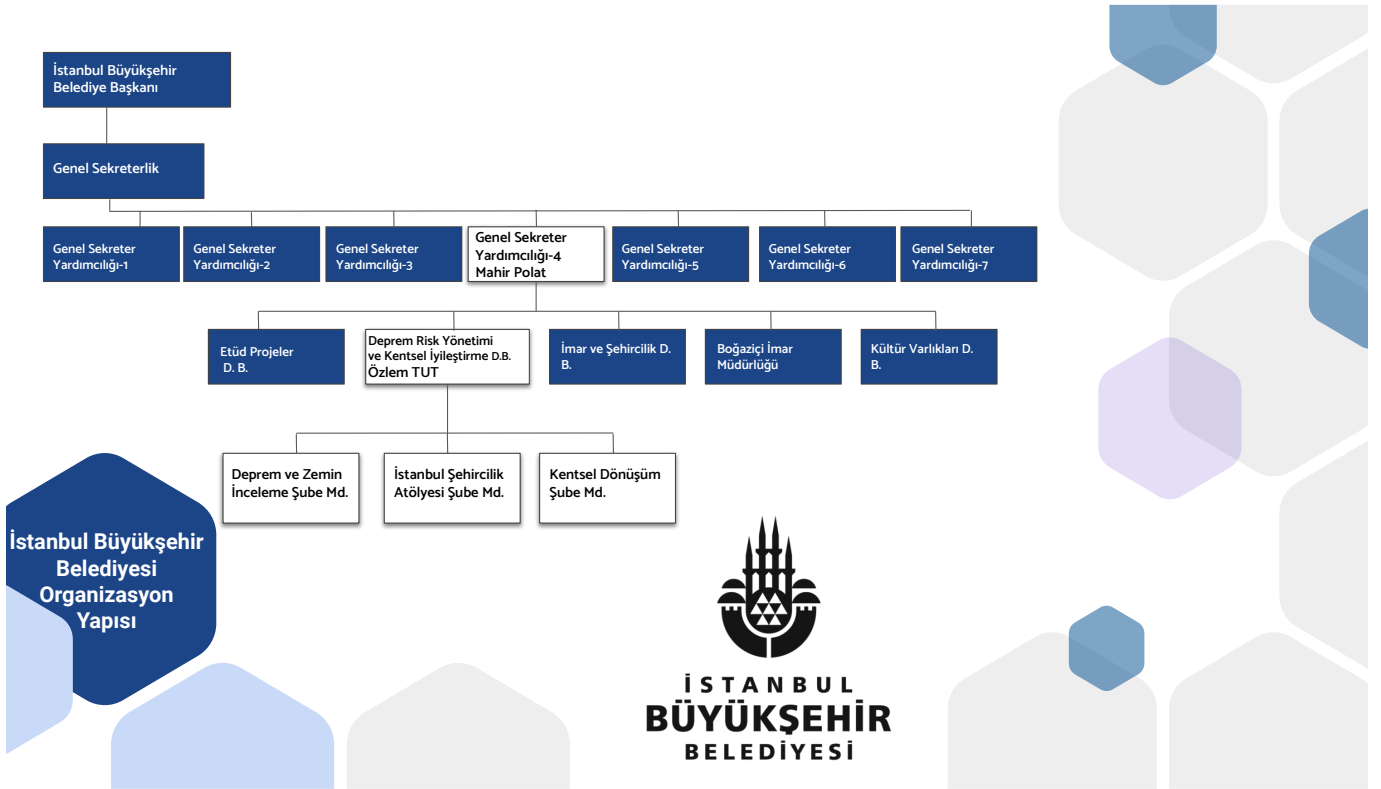 İstanbul Büyükşehir
Belediye Başkanı
Genel Sekreterlik
Genel Sekreter
Yardımcılığı-1
Genel Sekreter
Yardımcılığı-2
Genel Sekreter
Yardımcılığı-3
Genel Sekreter
Yardımcılığı-4
Mahir Polat
Genel Sekreter
Yardımcılığı-5
Genel Sekreter
Yardımcılığı-6
Genel Sekreter
Yardımcılığı-7
Etüd Projeler
D. B.
Deprem Risk Yönetimi
ve Kentsel İyileştirme D.B.
Özlem TUT
İmar ve Şehircilik D.
B.
Boğaziçi İmar
Müdürlüğü
Kültür Varlıkları D.
B.
Deprem ve Zemin
İnceleme Şube Md.
İstanbul Şehircilik
Atölyesi Şube Md.
Kentsel Dönüşüm
Şube Md.
İstanbul Büyükşehir
Belediyesi
Organizasyon
Yapısı
İSTANBUL
BÜYÜKŞEHİR
BELEDİYESİ